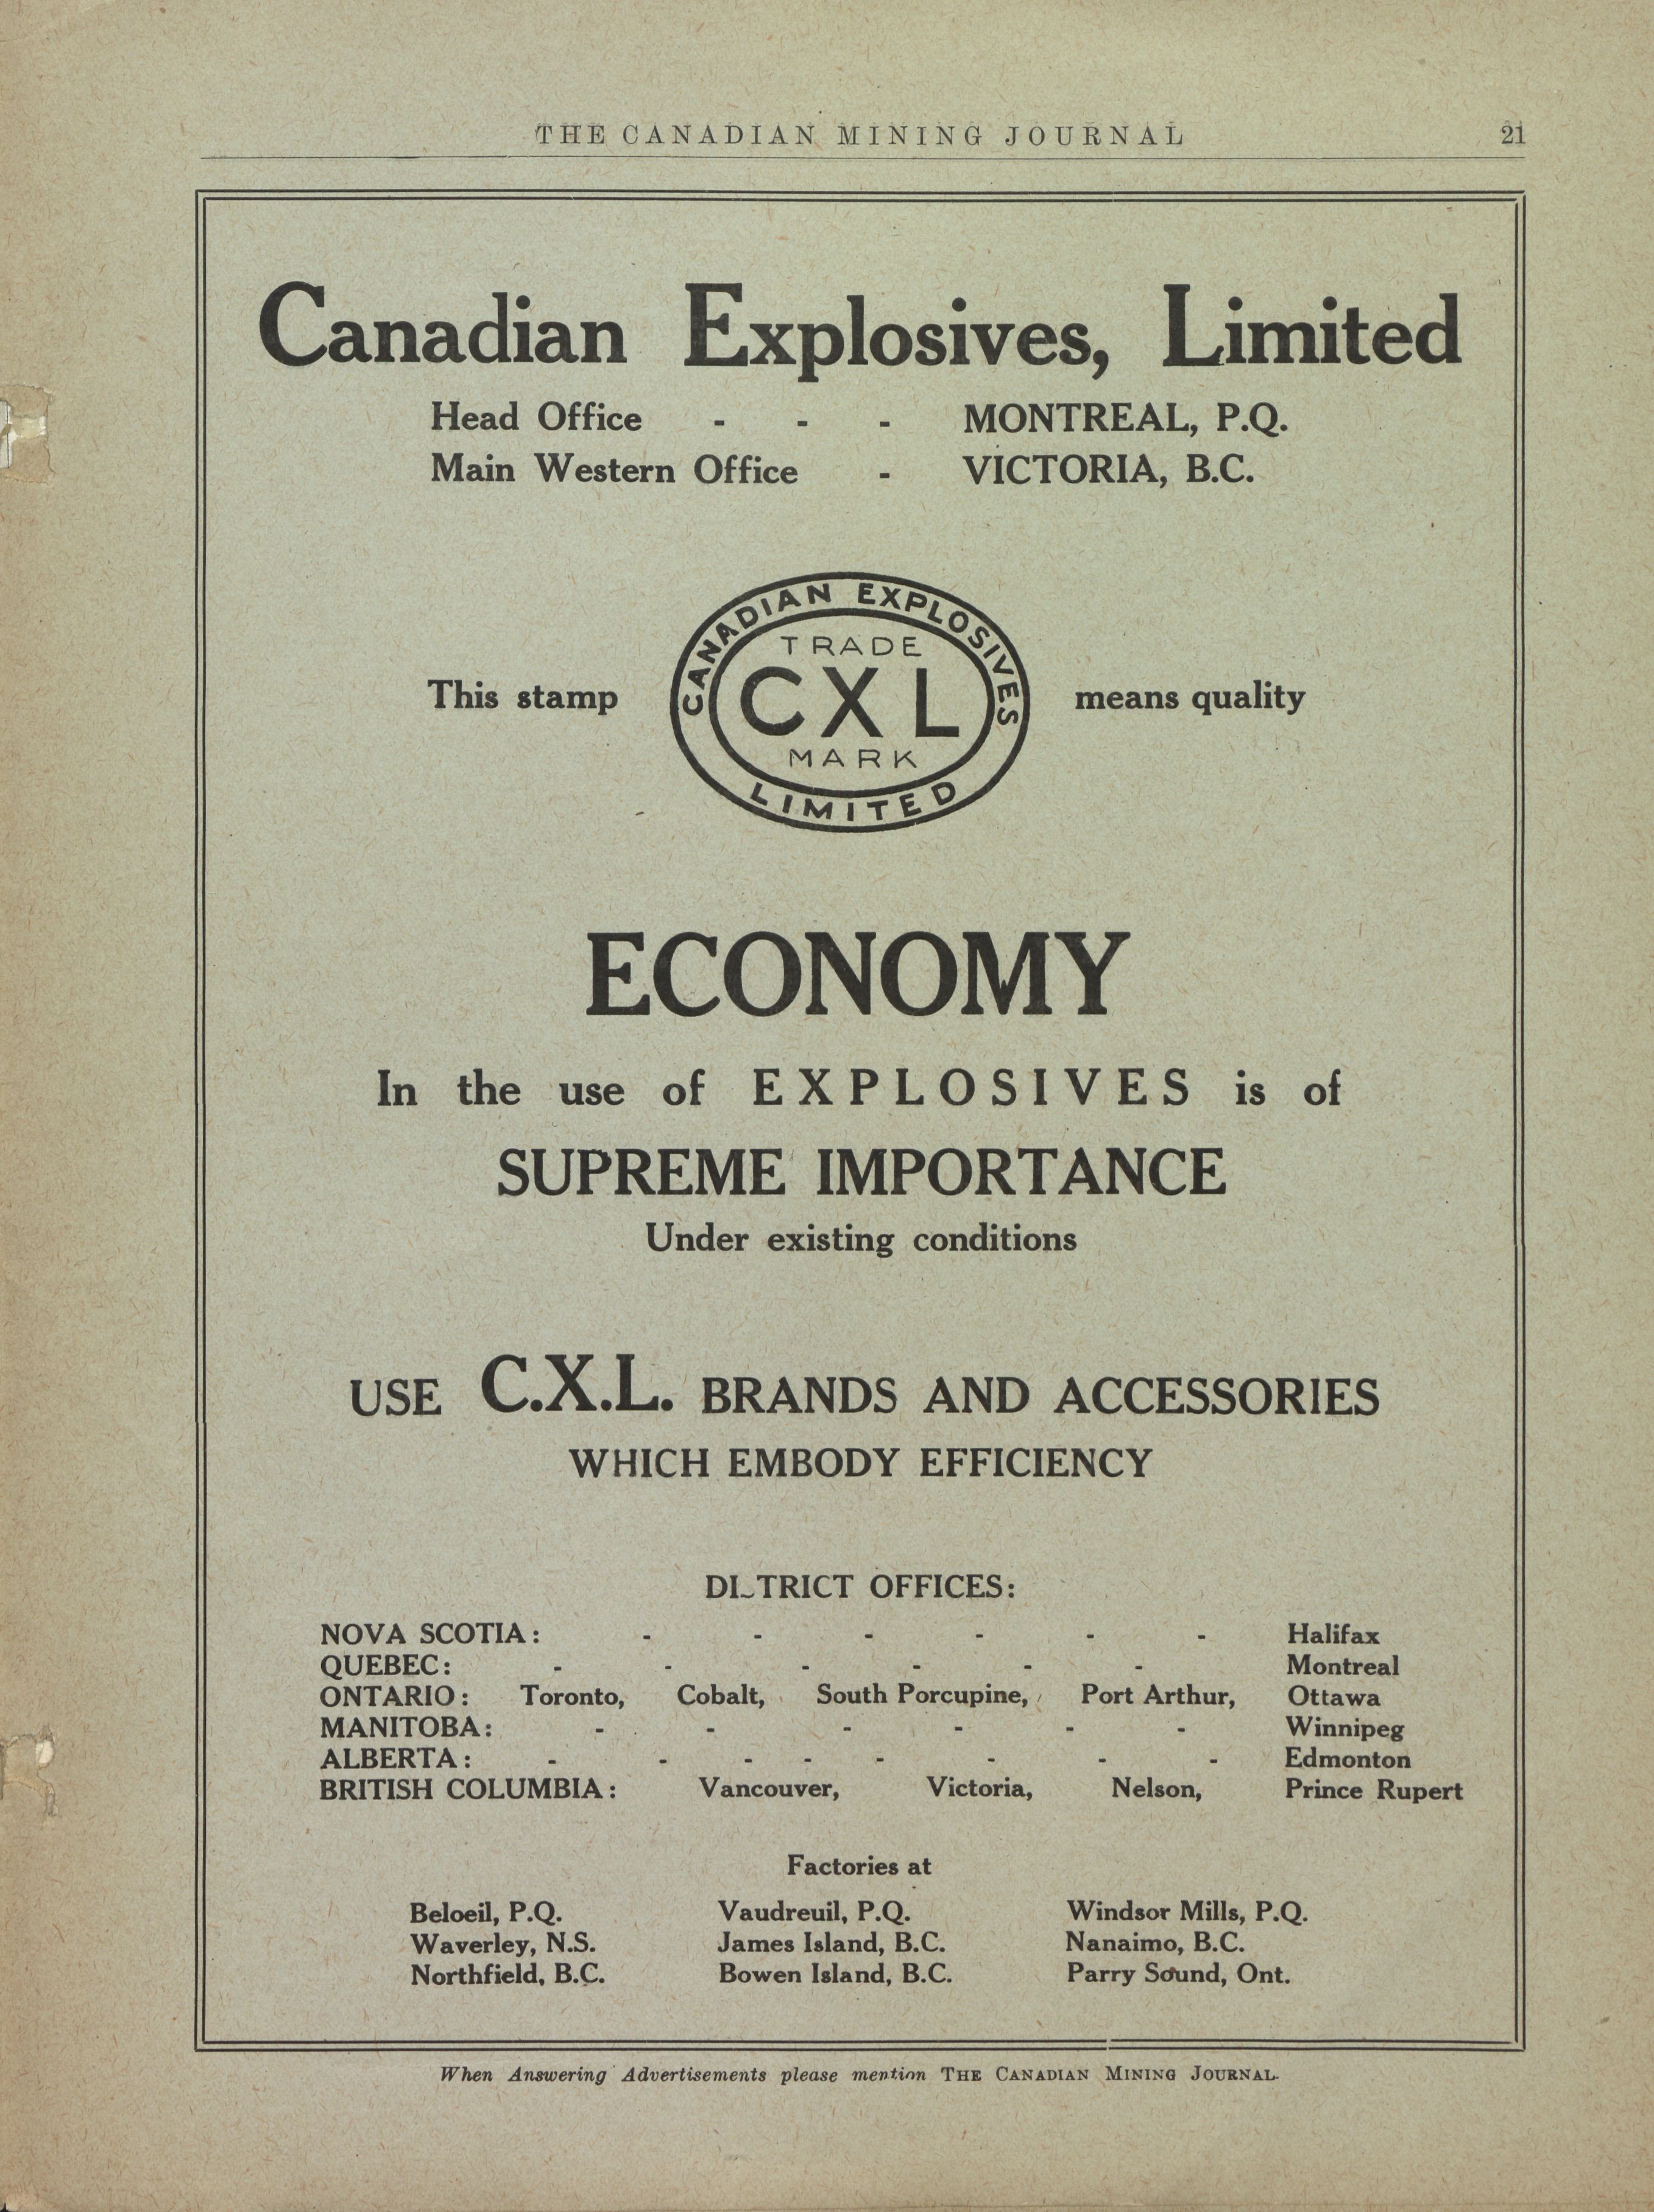 THE CANADIAN MINING JOURNAL 21
Canadian Explosives, Limited
Head Office - - - MONTREAL, P.Q.
Main Western Office - VICTORIA, B.C.
CANADIAN EXPLOSIVES
TRADE
This stamp CXL means quality
MARK
LIMITED
ECONOMY
In the use of EXPLOSIVES is of
SUPREME IMPORTANCE
Under existing conditions
USE C.X.L. BRANDS AND ACCESSORIES
WHICH EMBODY EFFICIENCY
DISTRICT OFFICES:
NOVA SCOTIA: - - - - - - Halifax
QUEBEC: - - - - - - Montreal
ONTARIO: Toronto, Cobalt, South Porcupine, Port Arthur, Ottawa
MANITOBA: - - - - - - Winnipeg
ALBERTA: - - - - - - - - Edmonton
BRITISH COLUMBIA: Vancouver, Victoria, Nelson, Prince Rupert
Factories at
Beloeil, P.Q. Vaudreuil, P.Q. Windsor Mills, P.Q.
Waverley, N.S. James Island, B.C. Nanaimo, B.C.
Northfield, B.C. Bowen Island, B.C. Parry Sound, Ont.
When Answering Advertisements please mention THE CANADIAN MINING JOURNAL.